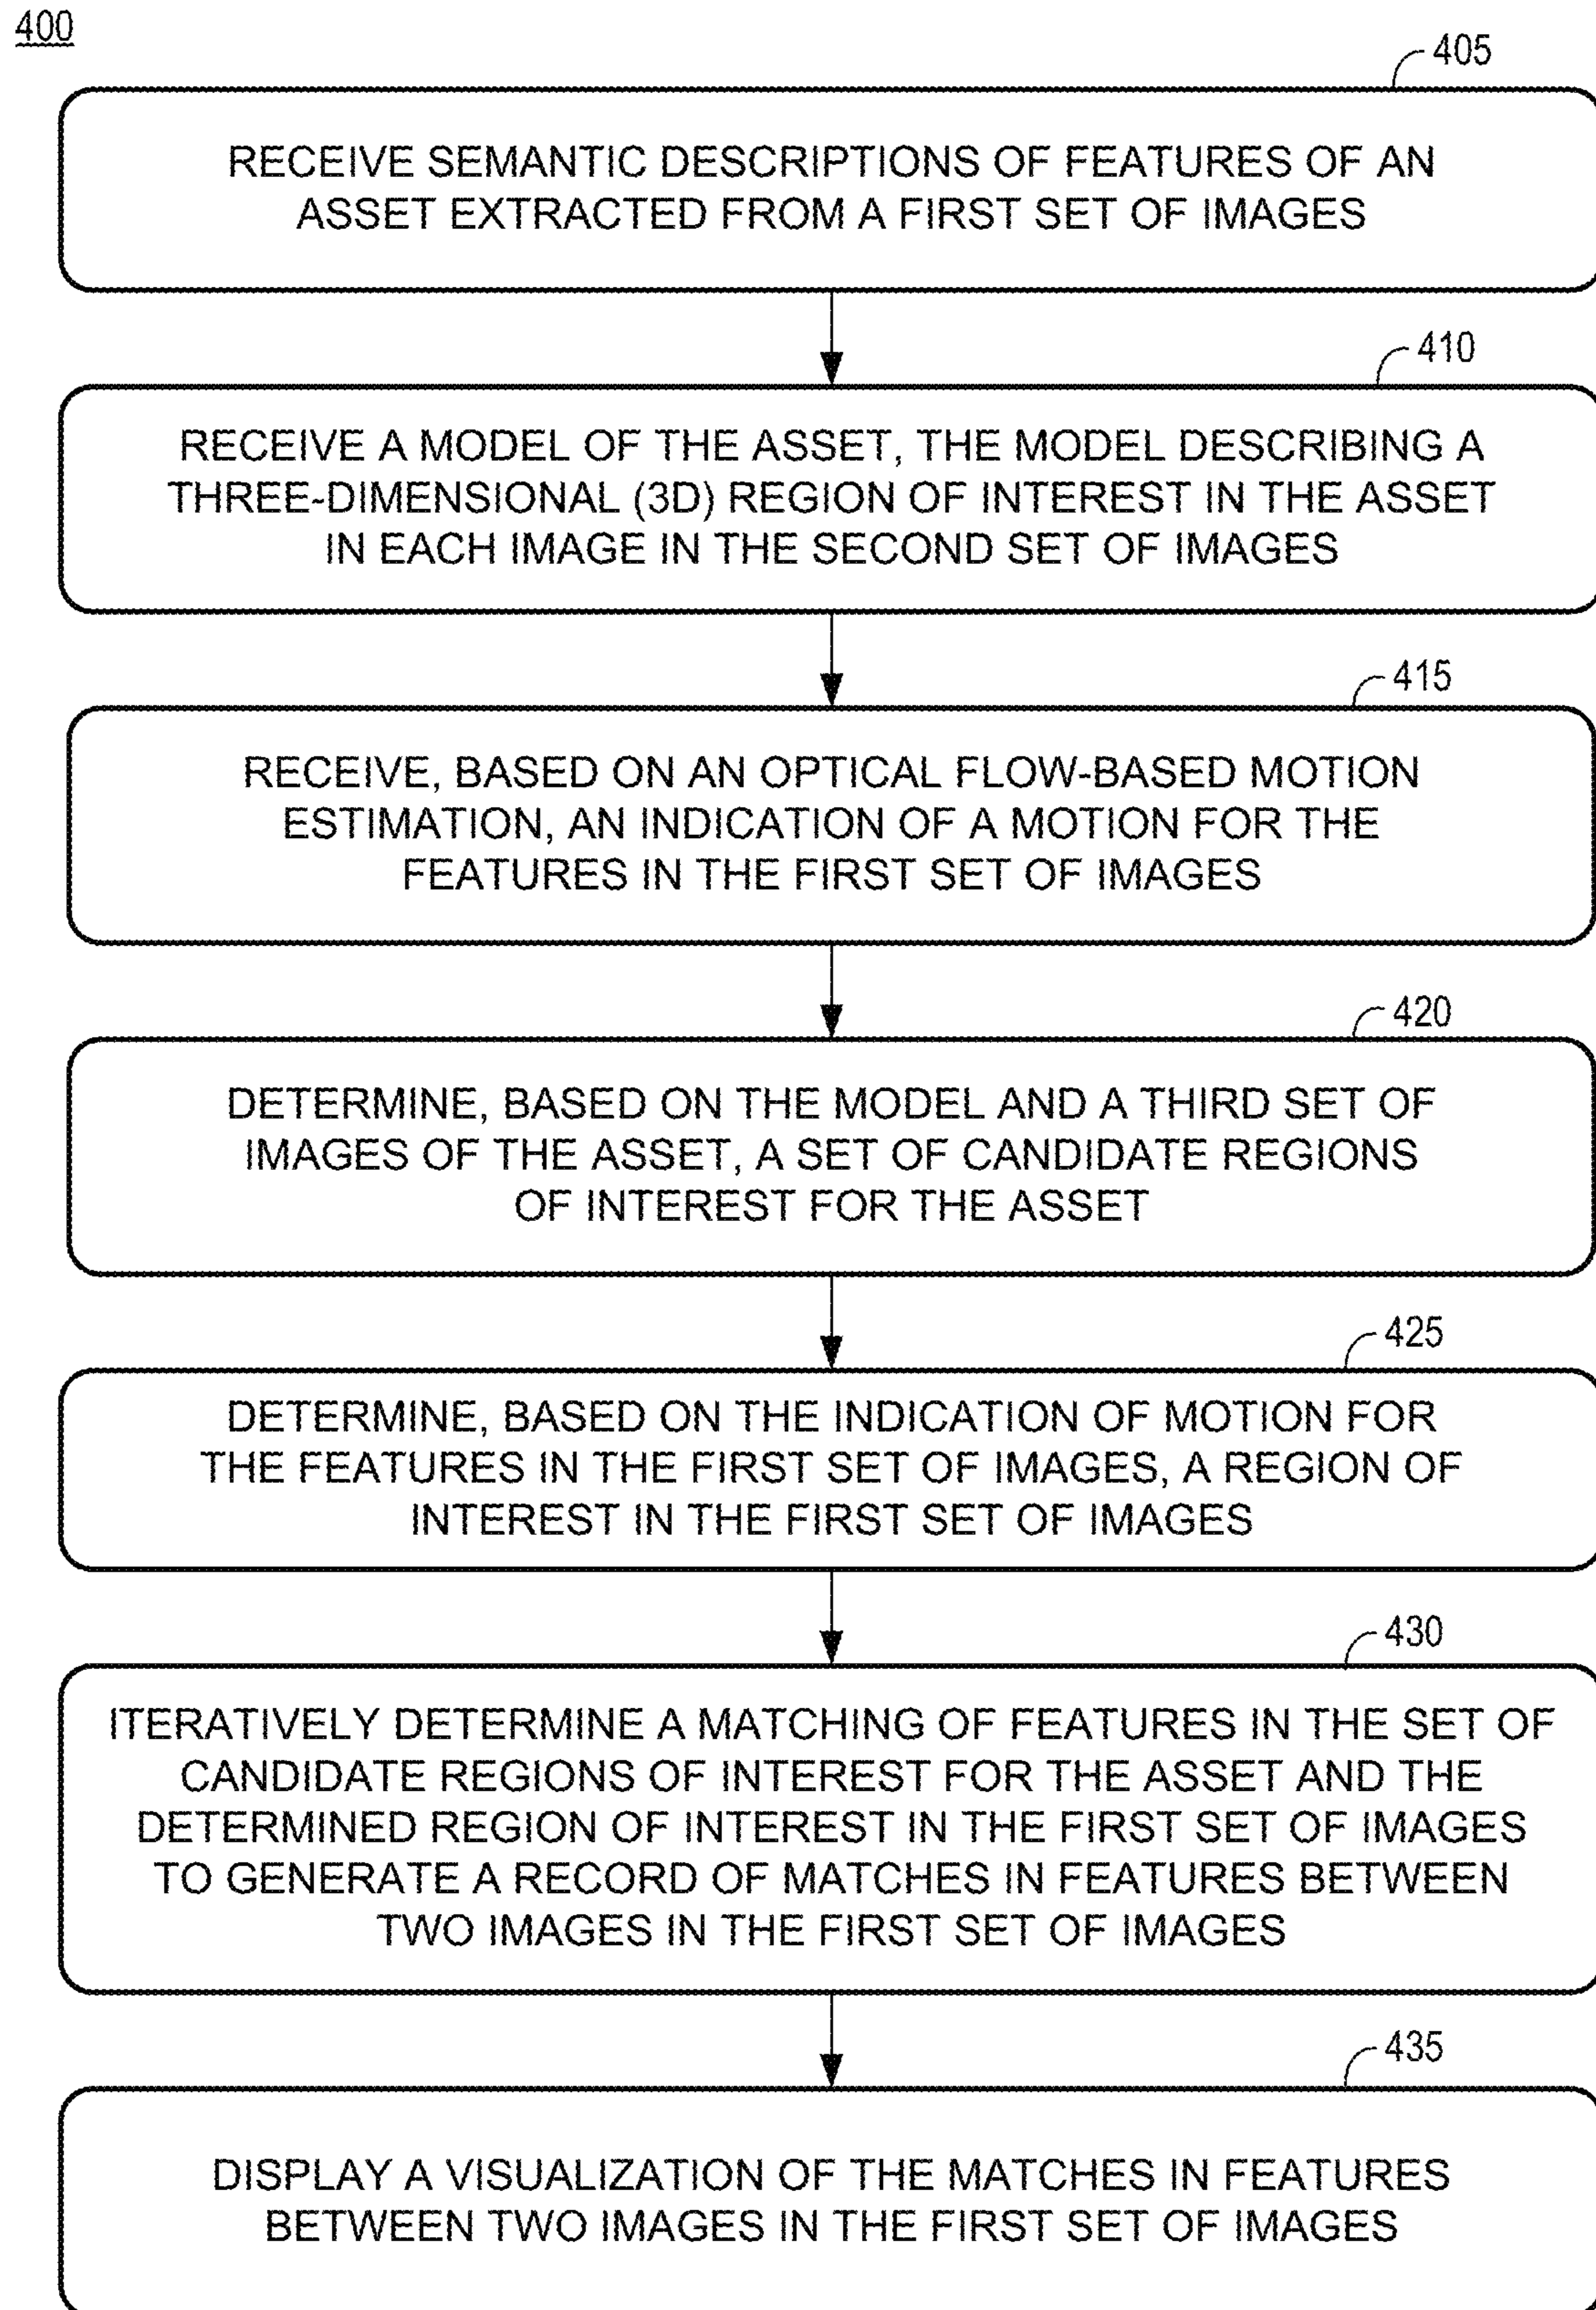 400
405
RECEIVE SEMANTIC DESCRIPTIONS OF FEATURES OF AN
ASSET EXTRACTED FROM A FIRST SET OF IMAGES
410
RECEIVE A MODEL OF THE ASSET, THE MODEL DESCRIBING A
THREE-DIMENSIONAL (3D) REGION OF INTEREST IN THE ASSET
IN EACH IMAGE IN THE SECOND SET OF IMAGES
415
RECEIVE, BASED ON AN OPTICAL FLOW-BASED MOTION
ESTIMATION, AN INDICATION OF A MOTION FOR THE
FEATURES IN THE FIRST SET OF IMAGES
420
DETERMINE, BASED ON THE MODEL AND A THIRD SET OF
IMAGES OF THE ASSET, A SET OF CANDIDATE REGIONS
OF INTEREST FOR THE ASSET
425
DETERMINE, BASED ON THE INDICATION OF MOTION FOR
THE FEATURES IN THE FIRST SET OF IMAGES, A REGION OF
INTEREST IN THE FIRST SET OF IMAGES
430
ITERATIVELY DETERMINE A MATCHING OF FEATURES IN THE SET OF
CANDIDATE REGIONS OF INTEREST FOR THE ASSET AND THE
DETERMINED REGION OF INTEREST IN THE FIRST SET OF IMAGES
TO GENERATE A RECORD OF MATCHES IN FEATURES BETWEEN
TWO IMAGES IN THE FIRST SET OF IMAGES
435
DISPLAY A VISUALIZATION OF THE MATCHES IN FEATURES
BETWEEN TWO IMAGES IN THE FIRST SET OF IMAGES